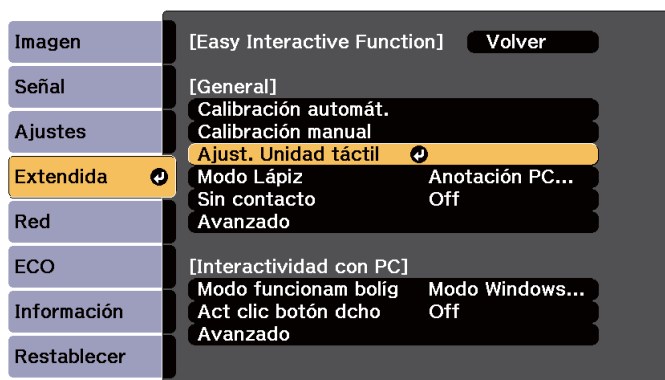 Imagen
Señal
Ajustes
Extendida
Red
ECO
Información
Restablecer
[Easy Interactive Function] Volver
[General]
Calibración automát.
Calibración manual
Ajust. Unidad táctil
Modo Lápiz Anotación PC...
Sin contacto Off
Avanzado
[Interactividad con PC]
Modo funcionam bolíg Modo Windows...
Act clic botón dcho Off
Avanzado